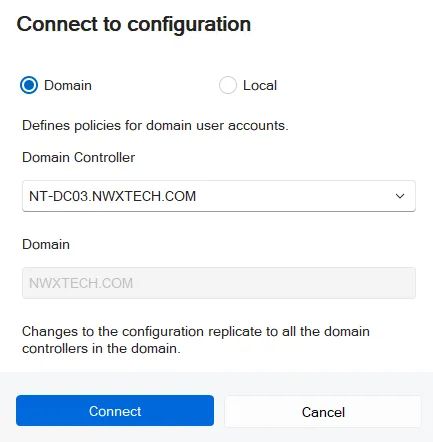 Connect to configuration
Domain Local
Defines policies for domain user accounts.
Domain Controller
NT-DC03.NWXTECH.COM
Domain
NWXTECH.COM
Changes to the configuration replicate to all the domain
controllers in the domain.
Connect Cancel